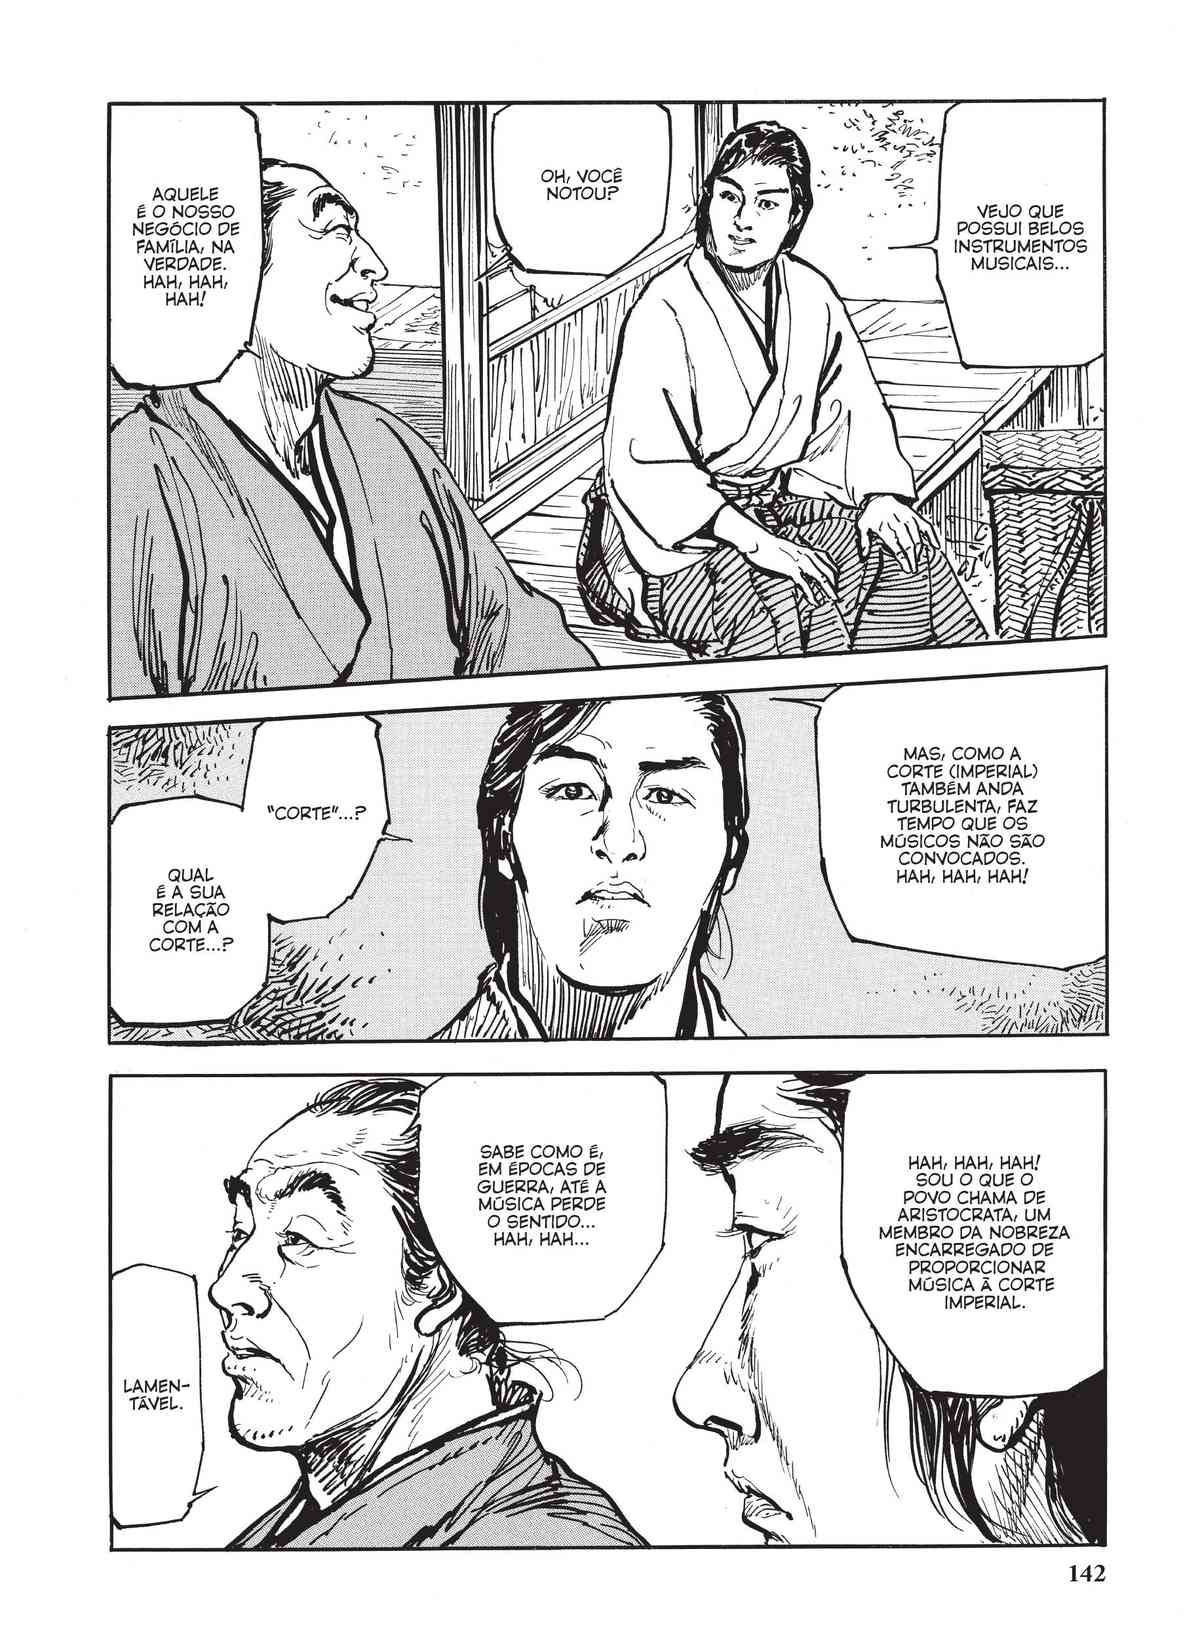 VEJO QUE
POSSUI BELOS
INSTRUMENTOS
MUSICAIS...
OH, VOCÊ
NOTOU?
AQUELE
É O NOSSO
NEGÓCIO DE
FAMÍLIA, NA
VERDADE.
HAH, HAH,
HAH!
MAS, COMO A
CORTE (IMPERIAL)
TAMBÉM ANDA
TURBULENTA, FAZ
TEMPO QUE OS
MÚSICOS NÃO SÃO
CONVOCADOS.
HAH, HAH, HAH!
"CORTE"...?
QUAL
É A SUA
RELAÇÃO
COM A
CORTE...?
HAH, HAH, HAH!
SOU O QUE O
POVO CHAMA DE
ARISTOCRATA, UM
MEMBRO DA NOBREZA
ENCARREGADO DE
PROPORCIONAR
MÚSICA À CORTE
IMPERIAL.
SABE COMO É,
EM ÉPOCAS DE
GUERRA, ATÉ A
MÚSICA PERDE
O SENTIDO...
HAH, HAH...
LAMEN-
TÁVEL.
142